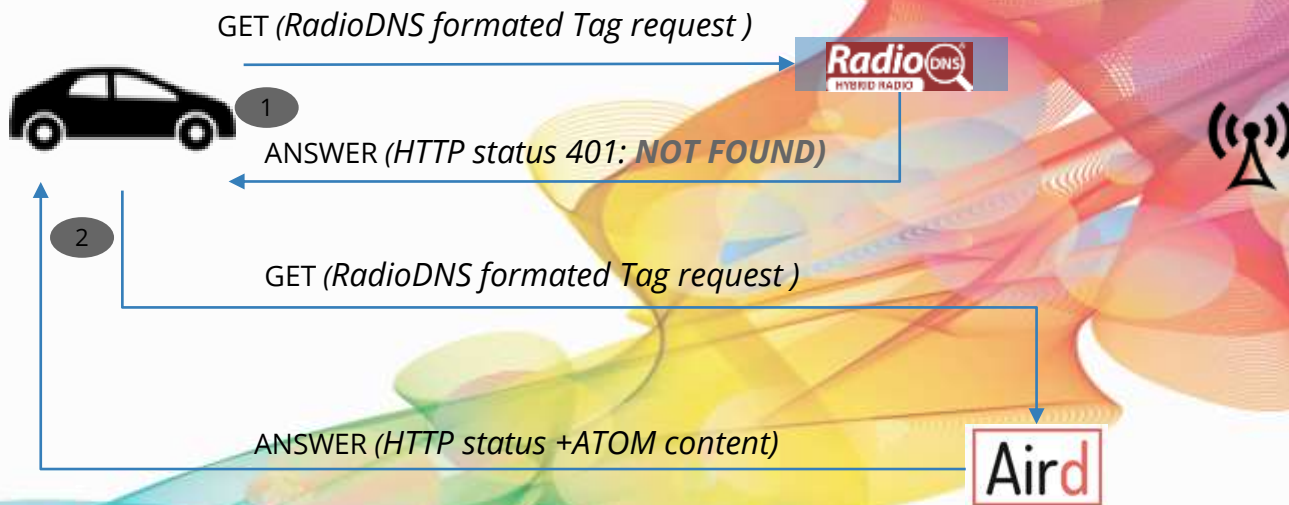 GET (RadioDNS formated Tag request )
Radio DNS
HYBRID RADIO
1
ANSWER (HTTP status 401: NOT FOUND)
2
GET (RadioDNS formated Tag request )
ANSWER (HTTP status +ATOM content)
Aird